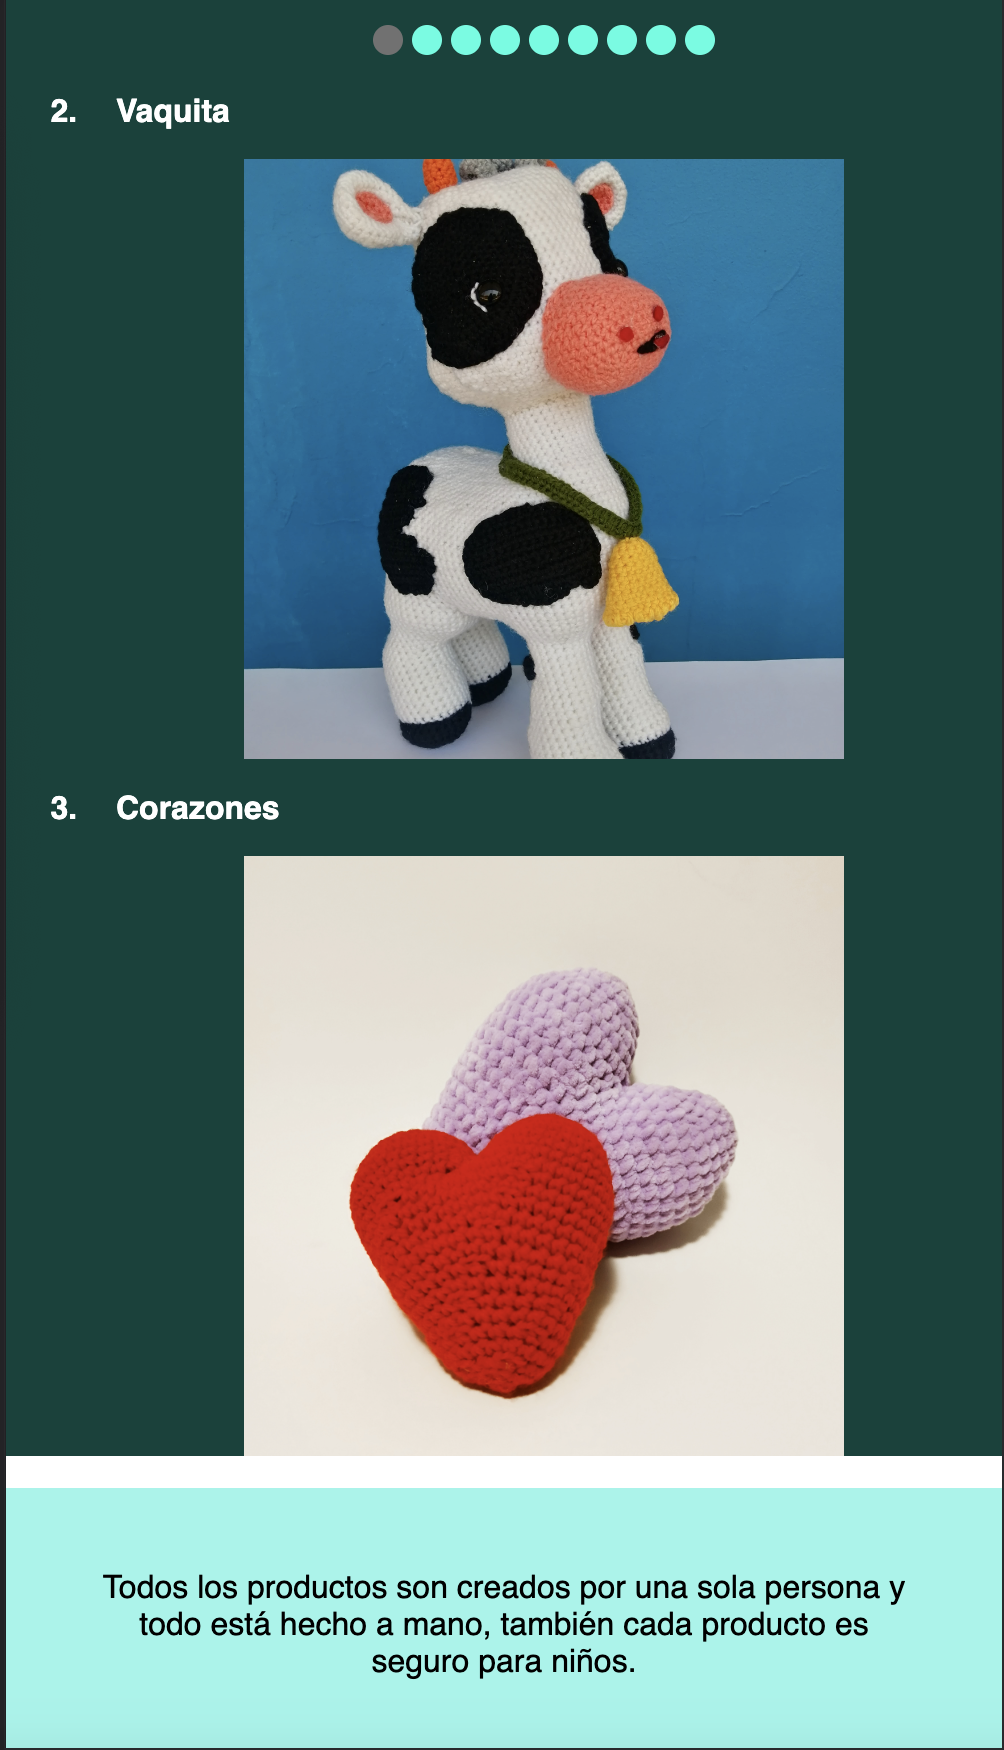 2. Vaquita
3. Corazones
Todos los productos son creados por una sola persona y
todo está hecho a mano, también cada producto es
seguro para niños.